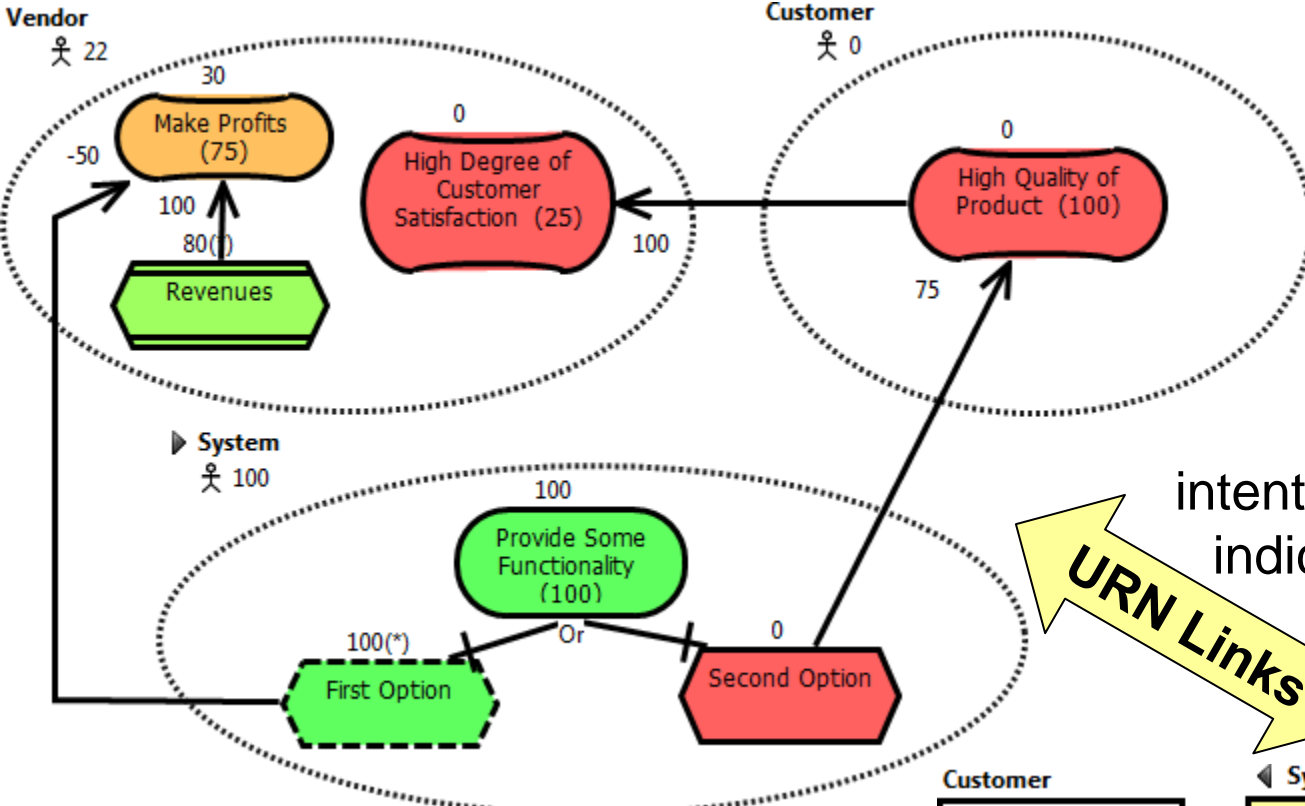 Vendor
22
30
Make Profits
(75)
-50
100
80(*)
Revenues
0
High Degree of
Customer
Satisfaction (25)
100
Customer
0
0
High Quality of
Product (100)
75
System
100
100
Provide Some
Functionality
(100)
Or
100(*)
First Option
0
Second Option
URN Links
Customer